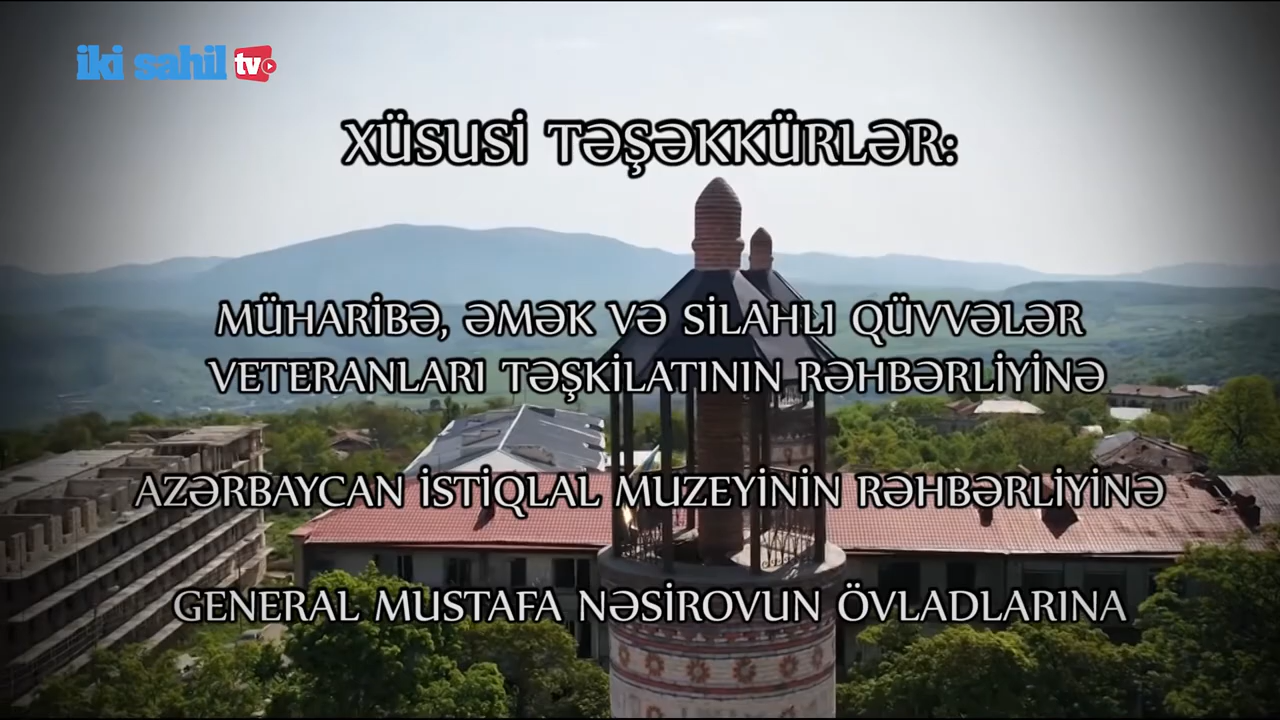 iki sahil tv
XÜSUSİ TƏŞƏKKÜRLƏR:
MÜHARİBƏ, ƏMƏK VƏ SİLAHLI QÜVVƏLƏR
VETERANLARI TƏŞKİLATININ RƏHBƏRLİYİNƏ
AZƏRBAYCAN İSTİQLAL MUZEYİNİN RƏHBƏRLİYİNƏ
GENERAL MUSTAFA NƏSİROVUN ÖVLADLARINA